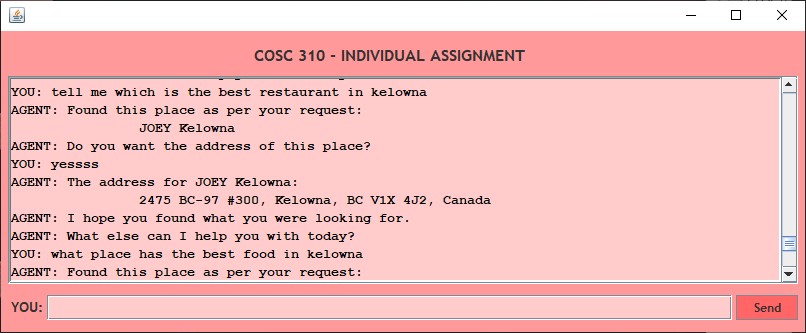 COSC 310 - INDIVIDUAL ASSIGNMENT
YOU: tell me which is the best restaurant in kelowna
AGENT: Found this place as per your request:
JOEY Kelowna
AGENT: Do you want the address of this place?
YOU: yessss
AGENT: The address for JOEY Kelowna:
2475 BC-97 #300, Kelowna, BC V1X 4J2, Canada
AGENT: I hope you found what you were looking for.
AGENT: What else can I help you with today?
YOU: what place has the best food in kelowna
AGENT: Found this place as per your request:
YOU:
Send